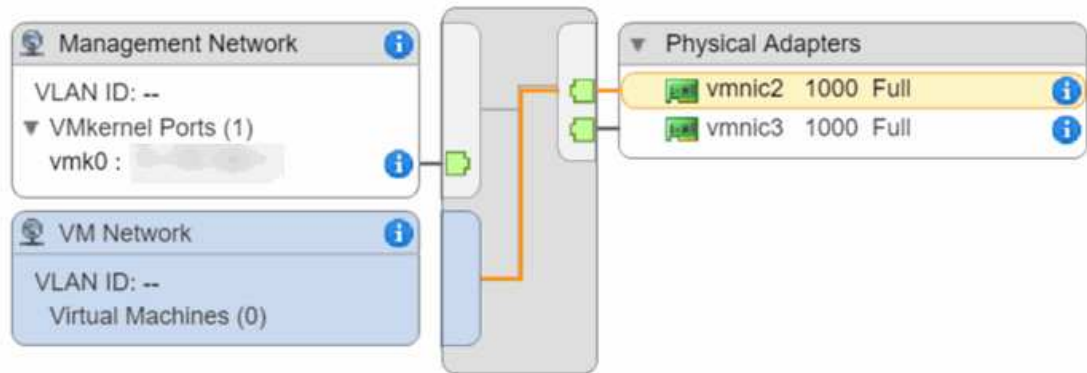 Management Network
VLAN ID: --
VMkernel Ports (1)
vmk0 :
VM Network
VLAN ID: --
Virtual Machines (0)
Physical Adapters
vmnic2 1000 Full
vmnic3 1000 Full